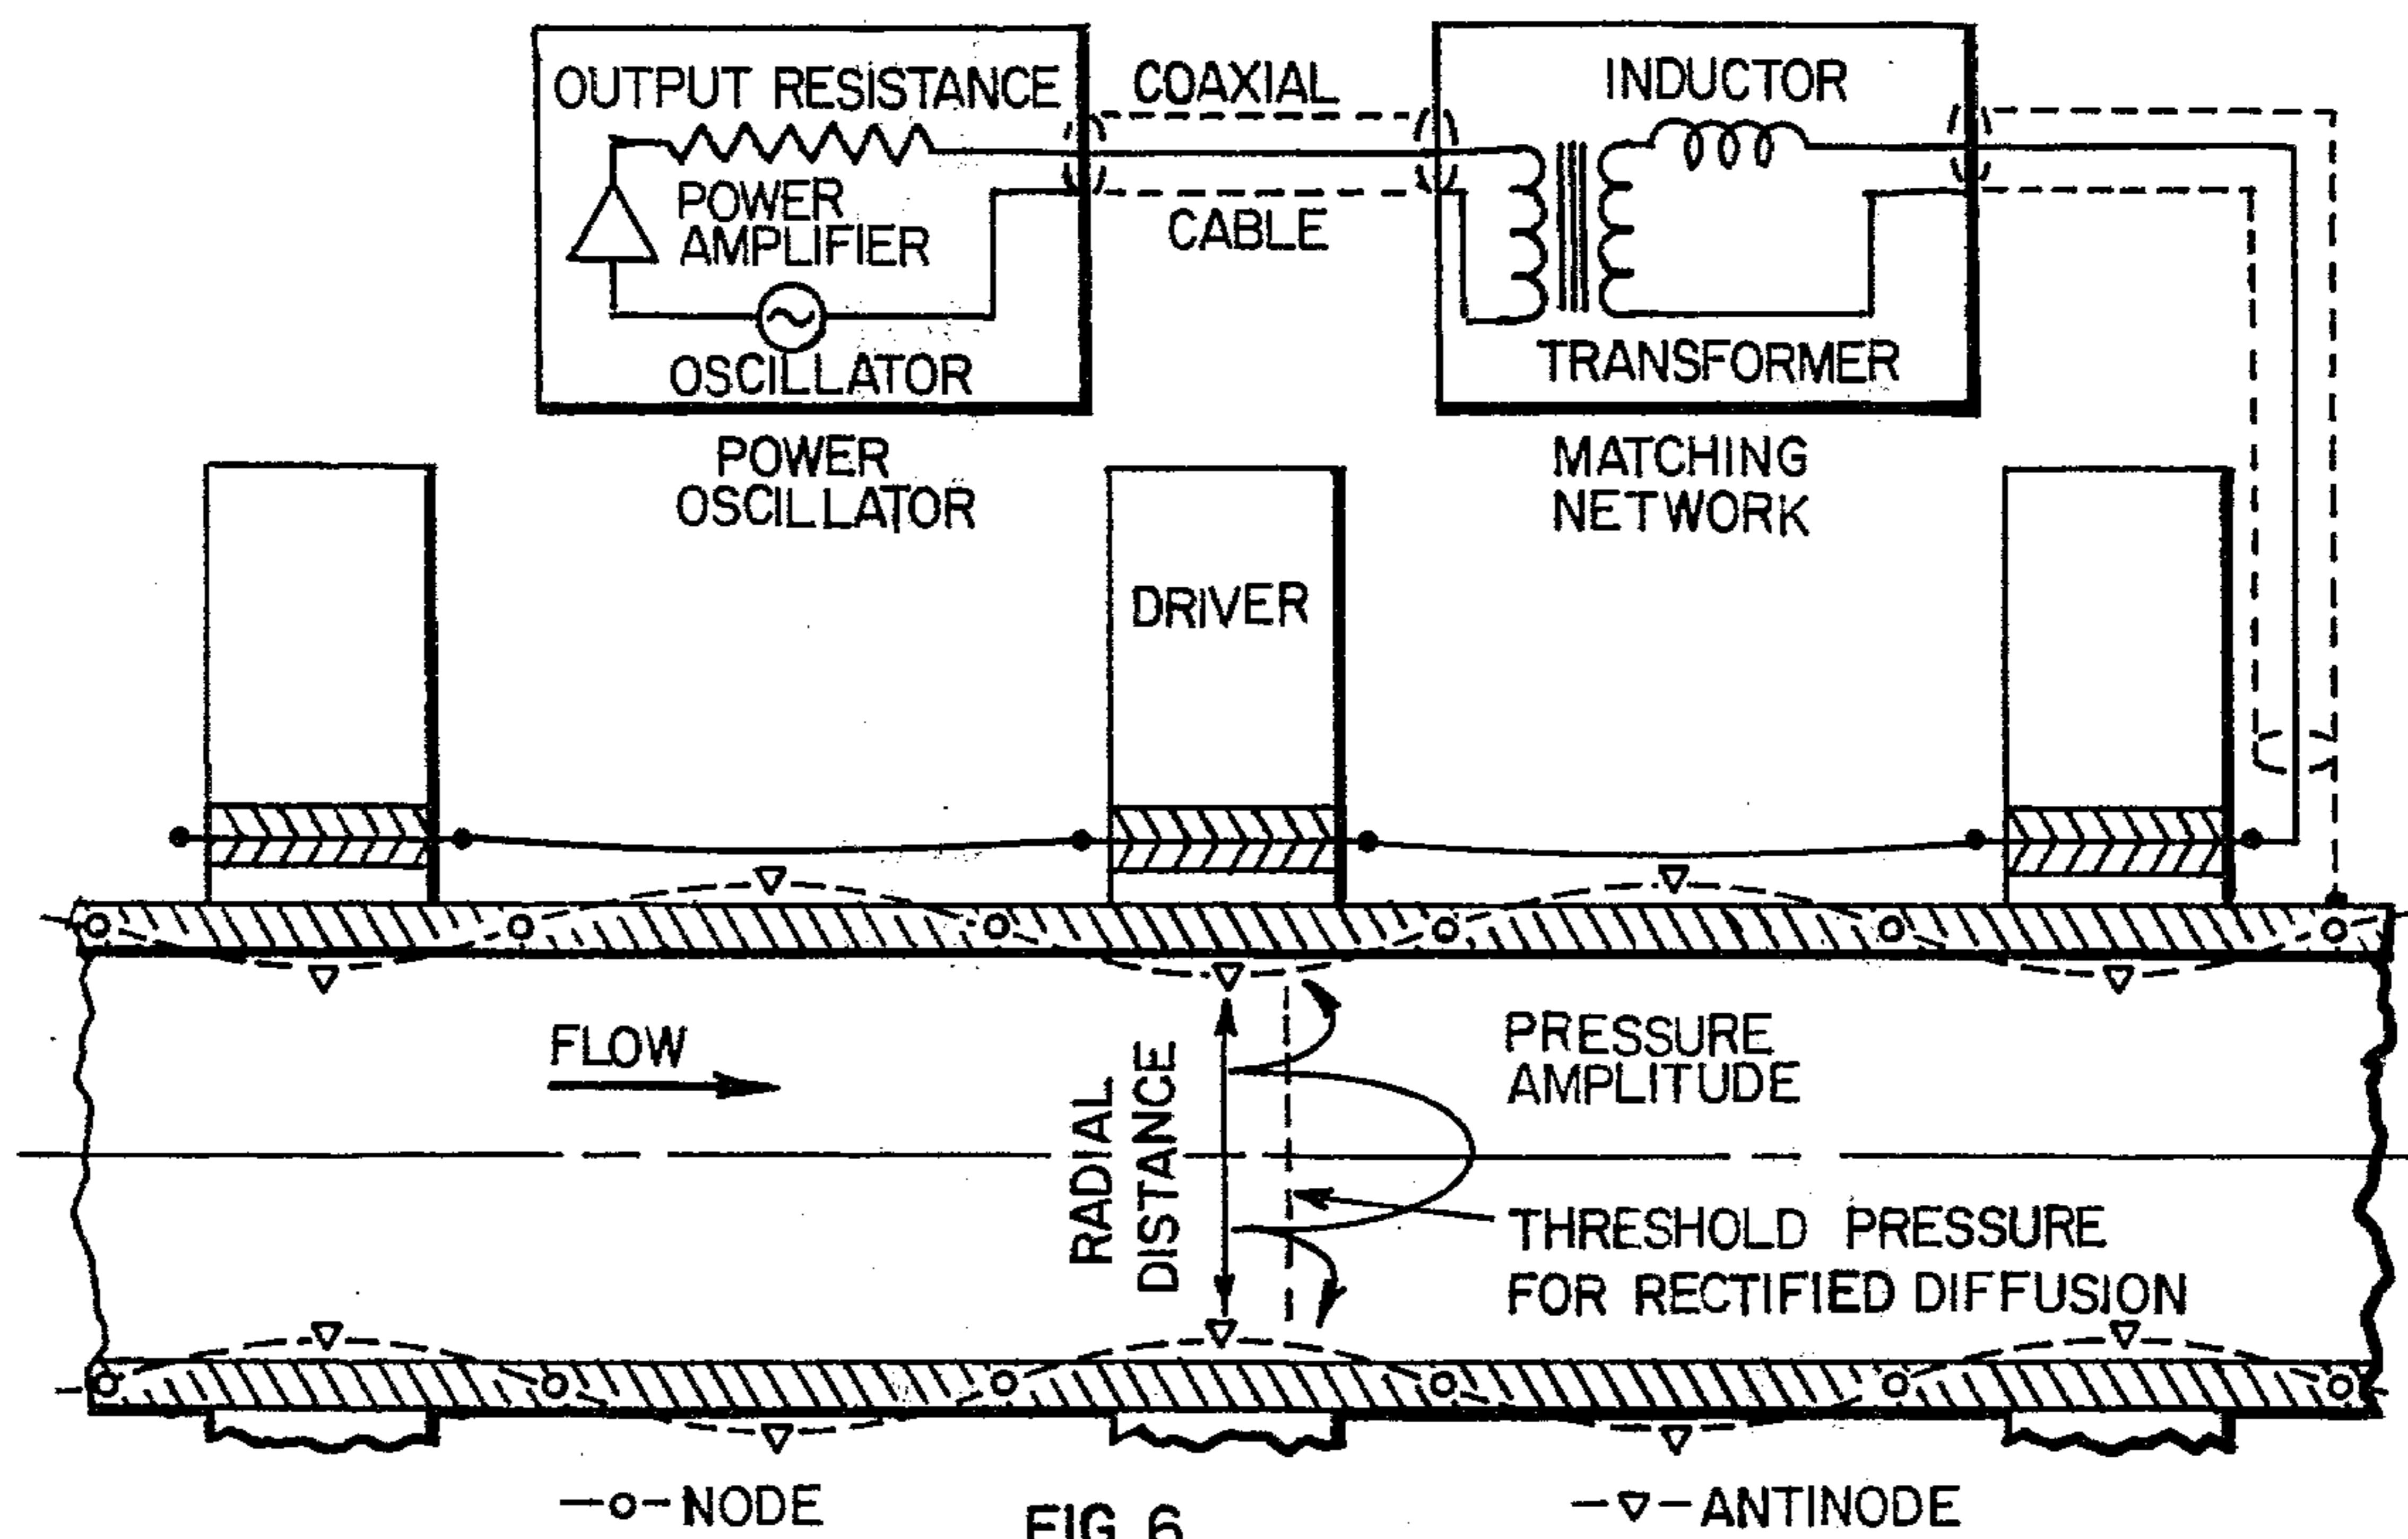 OUTPUT RESISTANCE
POWER
AMPLIFIER
OSCILLATOR
POWER
OSCILLATOR
COAXIAL
CABLE
INDUCTOR
TRANSFORMER
MATCHING
NETWORK
DRIVER
FLOW
RADIAL
DISTANCE
PRESSURE
AMPLITUDE
THRESHOLD PRESSURE
FOR RECTIFIED DIFFUSION
NODE
FIG. 6
ANTINODE